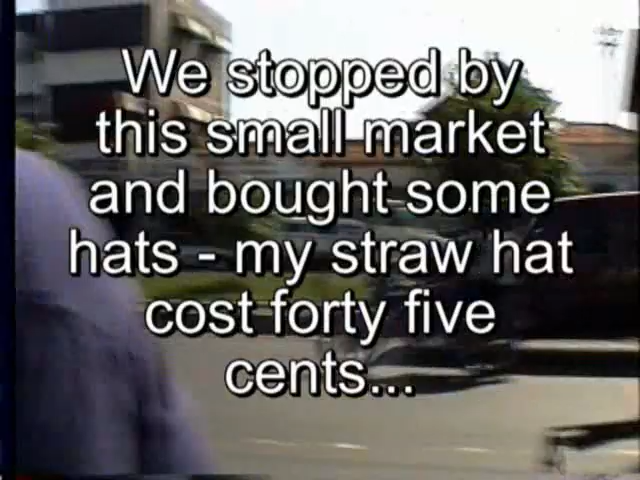 We stopped by
this small market
and bought some
hats - my straw hat
cost forty five
cents...